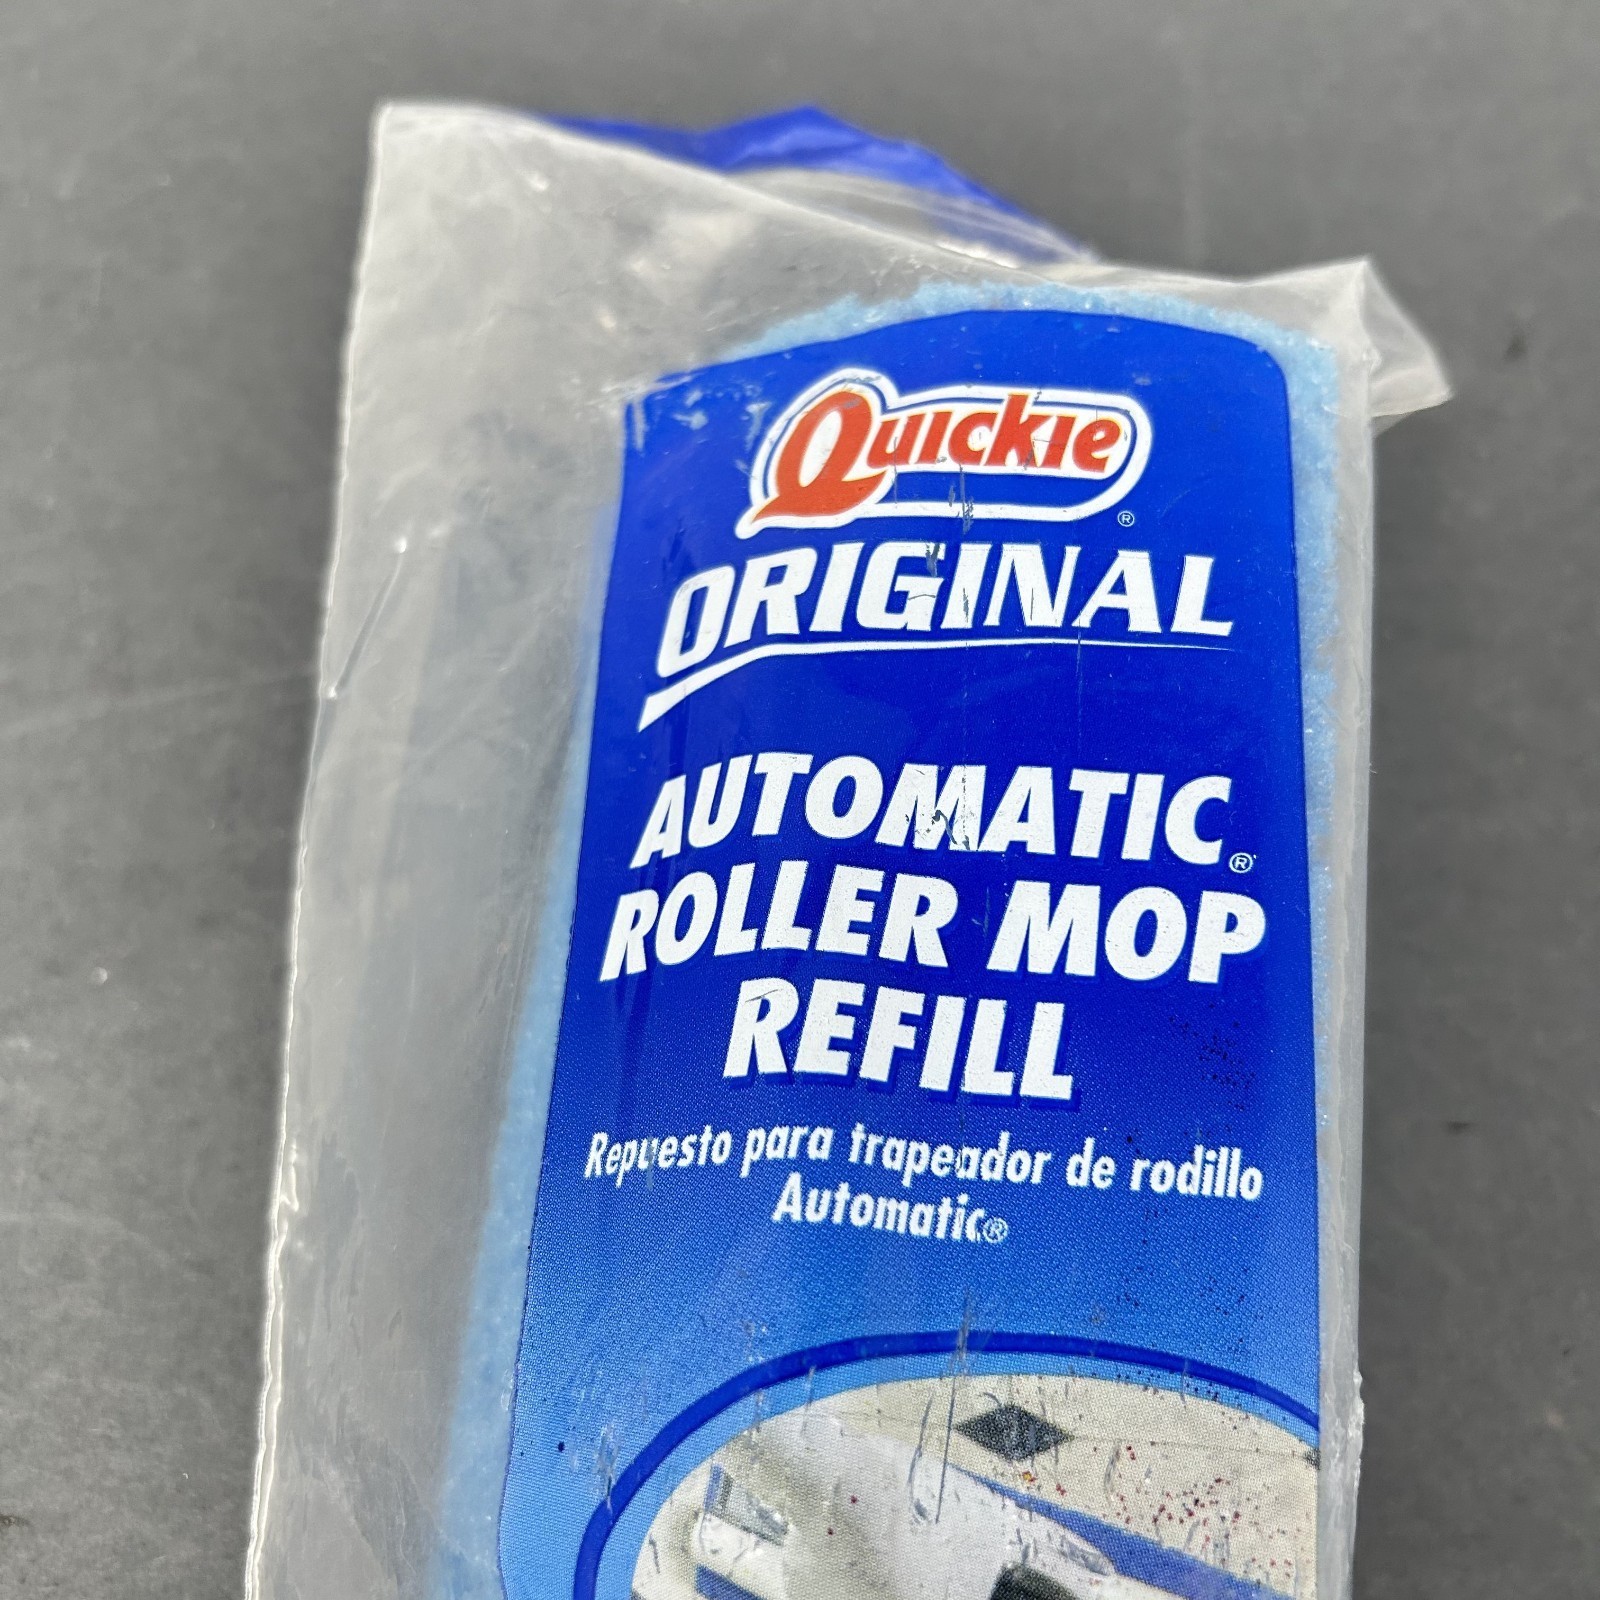 Quickie®
ORIGINAL
AUTOMATIC®
ROLLER MOP
REFILL
Repuesto para trapeador de rodillo
Automatic®